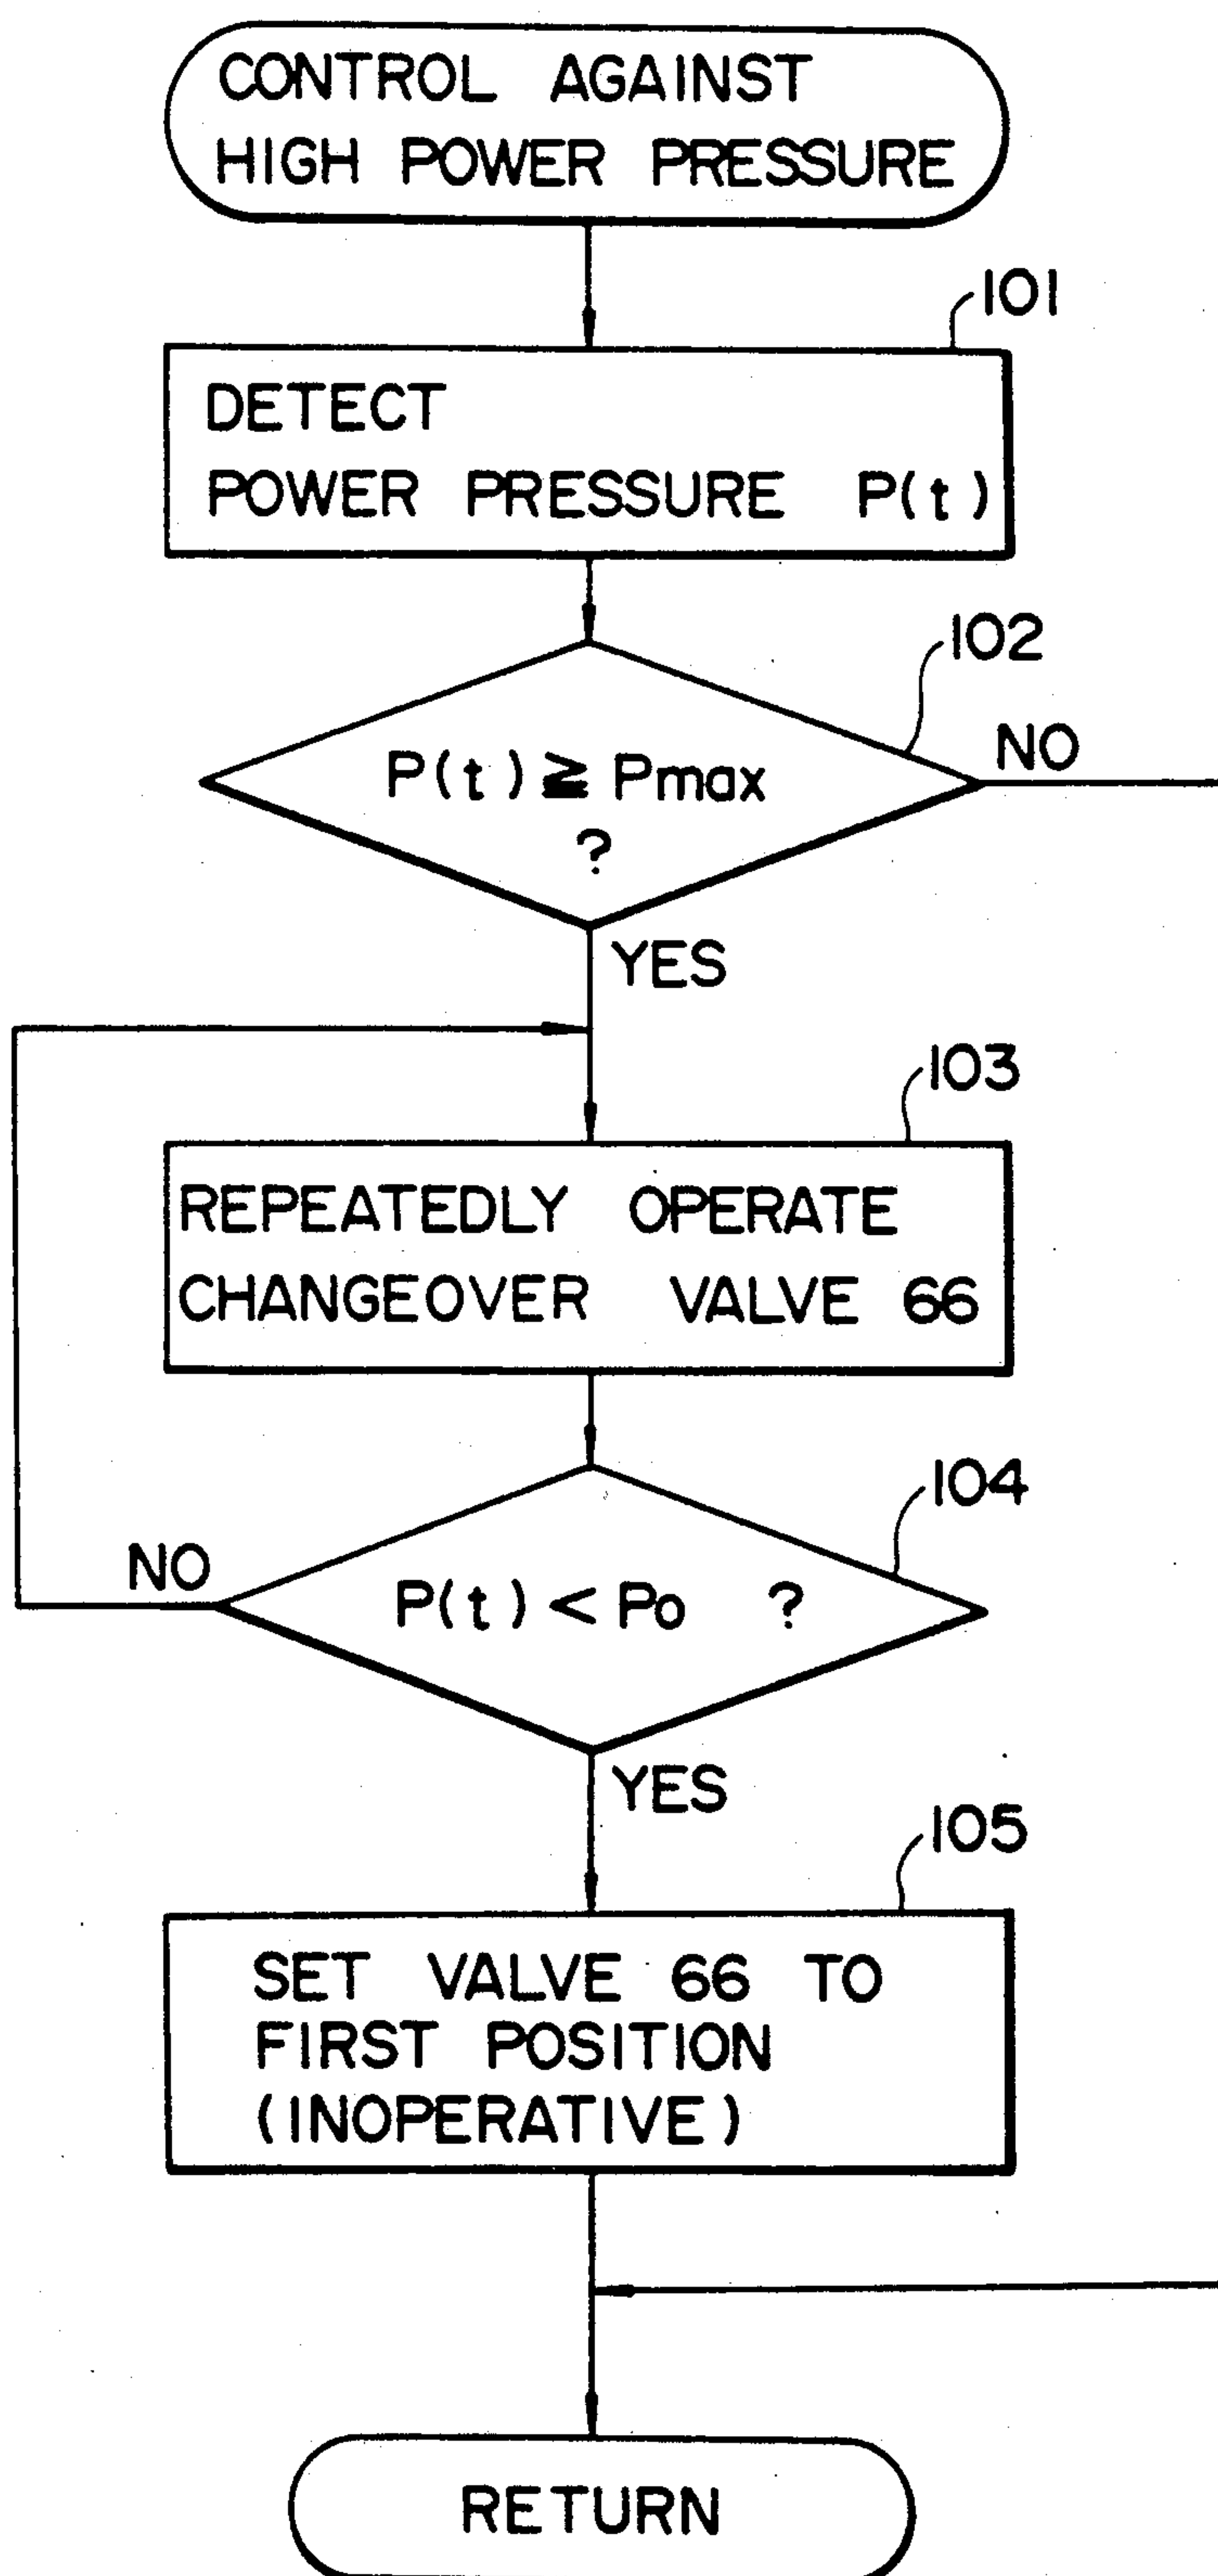 CONTROL AGAINST
HIGH POWER PRESSURE
101
DETECT
POWER PRESSURE P(t)
102
P(t) ≧ Pmax
?
NO
YES
103
REPEATEDLY OPERATE
CHANGEOVER VALVE 66
104
NO
P(t) < Po ?
YES
105
SET VALVE 66 TO
FIRST POSITION
(INOPERATIVE)
RETURN